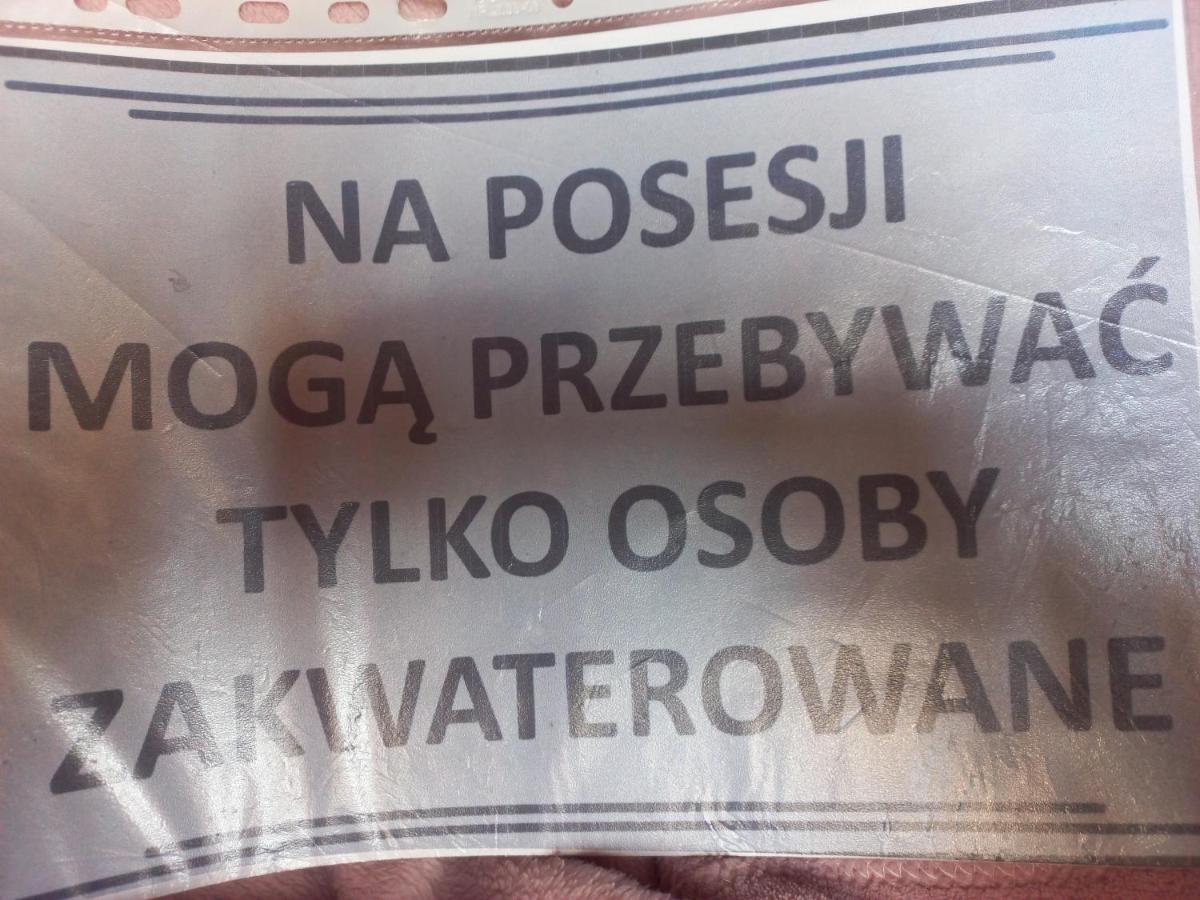 NA POSESJI
MOGĄ PRZEBYWAĆ
TYLKO OSOBY
ZAKWATEROWANE